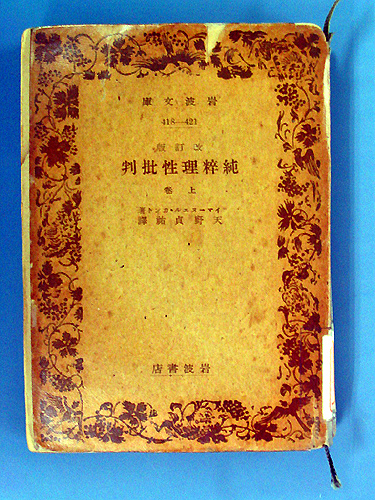 岩波文庫
418—421
改訂版
純粹理性批判
上卷
イマーヌエル・カント著
天野貞祐譯
岩波書店